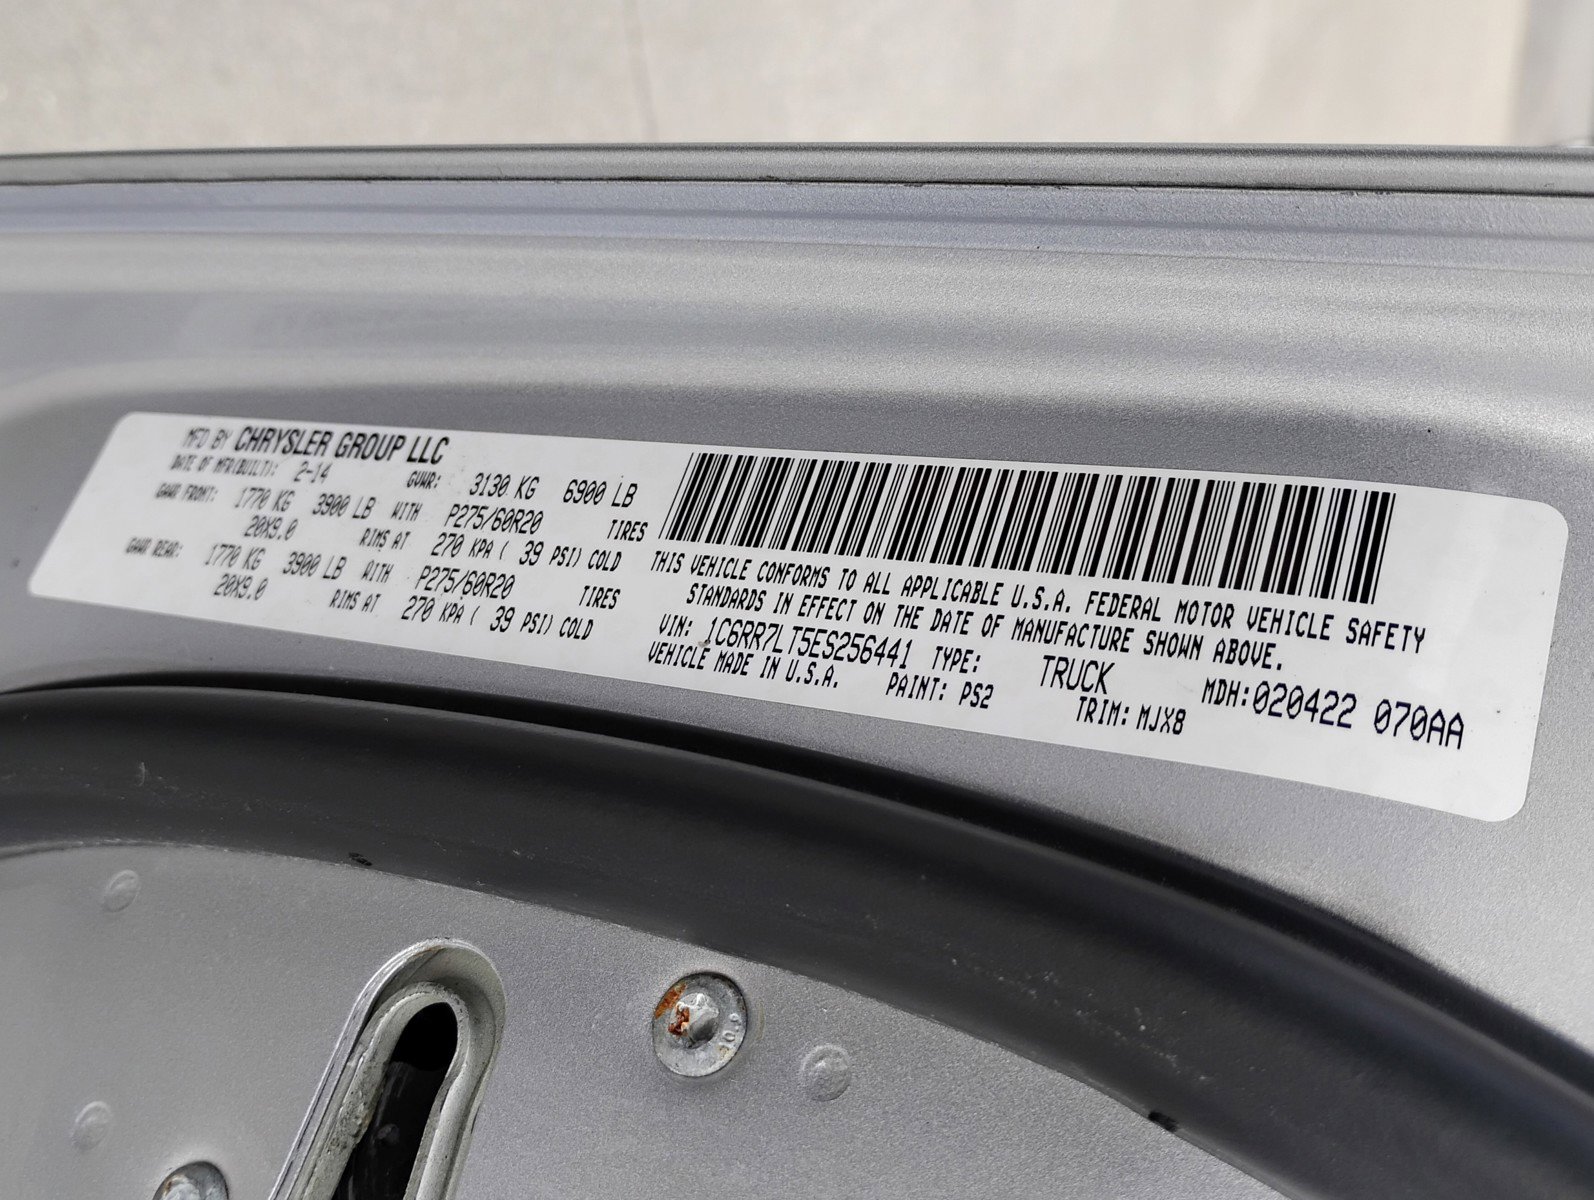 MFD BY CHRYSLER GROUP LLC
DATE OF MFR(BUILT): 2-14 GVWR: 3130 KG 6900 LB
GAWR FRONT: 1770 KG 3900 LB WITH P275/60R20 TIRES
20X9.0 RIMS AT 270 KPA ( 39 PSI) COLD
GAWR REAR: 1770 KG 3900 LB WITH P275/60R20 TIRES
20X9.0 RIMS AT 270 KPA ( 39 PSI) COLD
THIS VEHICLE CONFORMS TO ALL APPLICABLE U.S.A. FEDERAL MOTOR VEHICLE SAFETY
STANDARDS IN EFFECT ON THE DATE OF MANUFACTURE SHOWN ABOVE.
VIN: 1C6RR7LT5ES256441 TYPE: TRUCK MDH:020422 070AA
VEHICLE MADE IN U.S.A. PAINT: PS2 TRIM: MJX8
10.9